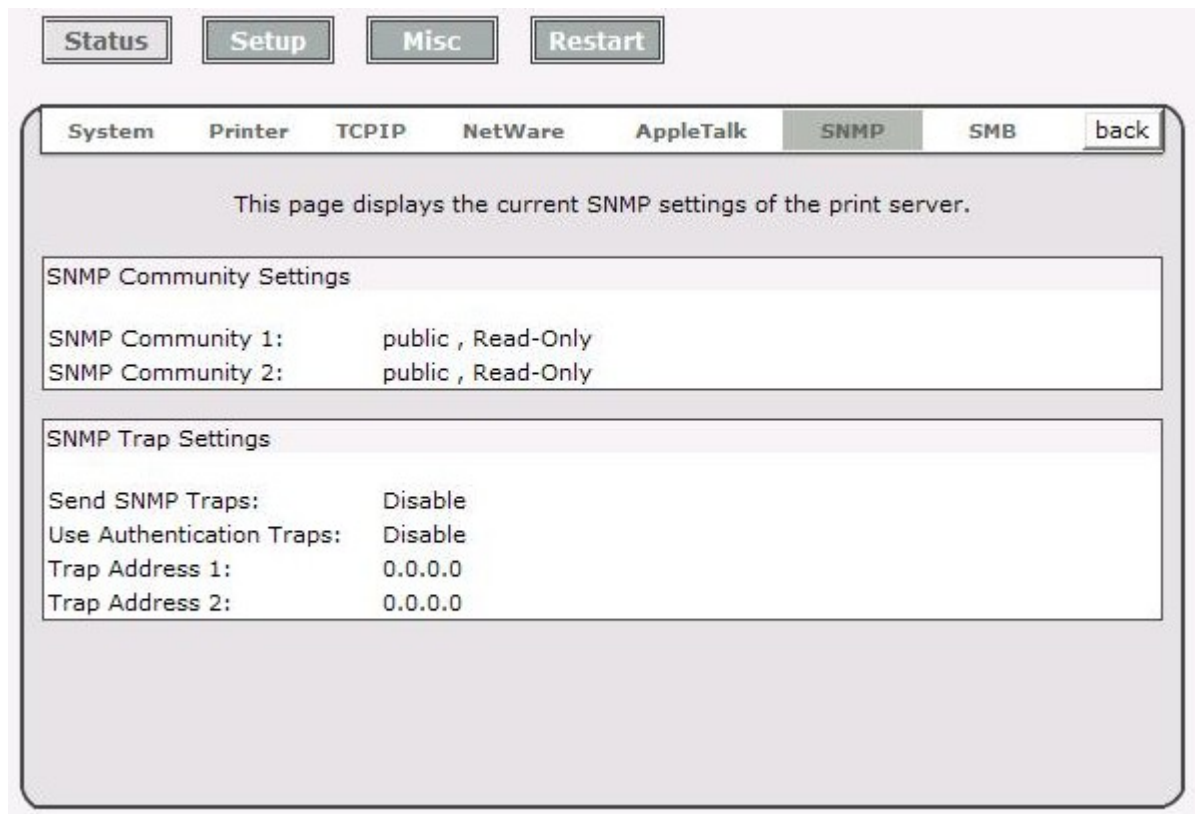 Status Setup Misc Restart
System Printer TCPIP NetWare AppleTalk SNMP SMB back
This page displays the current SNMP settings of the print server.
SNMP Community Settings
SNMP Community 1: public , Read-Only
SNMP Community 2: public , Read-Only
SNMP Trap Settings
Send SNMP Traps: Disable
Use Authentication Traps: Disable
Trap Address 1: 0.0.0.0
Trap Address 2: 0.0.0.0